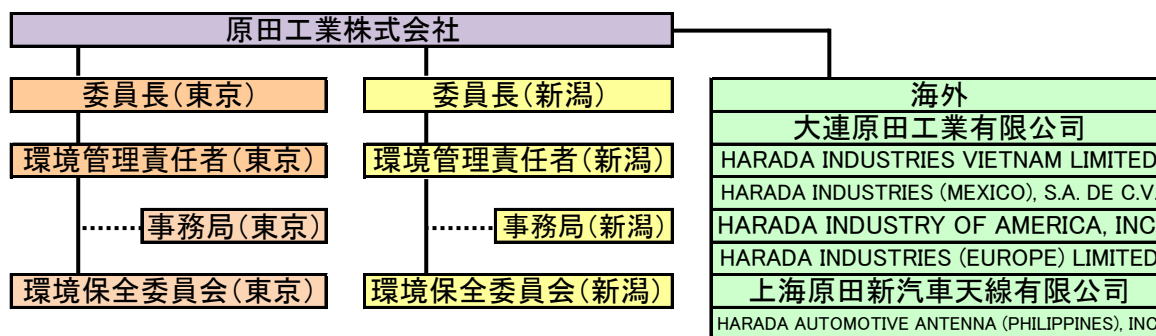 原田工業株式会社
委員長(東京)
環境管理責任者(東京)
事務局(東京)
環境保全委員会(東京)
委員長(新潟)
環境管理責任者(新潟)
事務局(新潟)
環境保全委員会(新潟)
海外
大連原田工業有限公司
HARADA INDUSTRIES VIETNAM LIMITED
HARADA INDUSTRIES (MEXICO), S.A. DE C.V.
HARADA INDUSTRY OF AMERICA, INC
HARADA INDUSTRIES (EUROPE) LIMITED
上海原田新汽車天線有限公司
HARADA AUTOMOTIVE ANTENNA (PHILIPPINES), INC